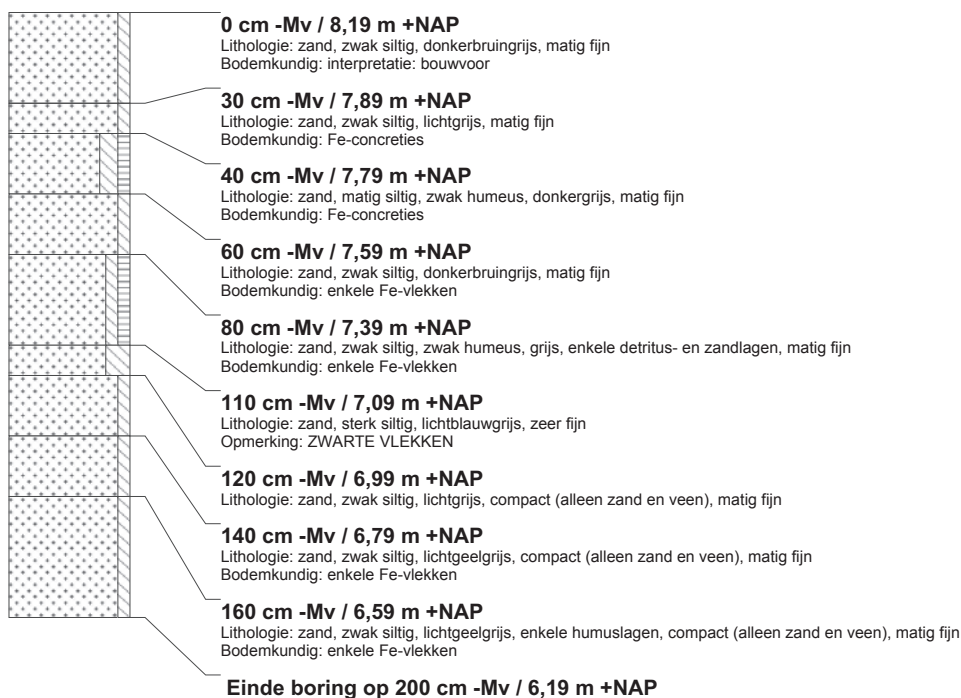 0 cm -Mv / 8,19 m +NAP
Lithologie: zand, zwak siltig, donkerbruingrijs, matig fijn
Bodemkundig: interpretatie: bouwvoor
30 cm -Mv / 7,89 m +NAP
Lithologie: zand, zwak siltig, lichtgrijs, matig fijn
Bodemkundig: Fe-concreties
40 cm -Mv / 7,79 m +NAP
Lithologie: zand, matig siltig, zwak humeus, donkergrijs, matig fijn
Bodemkundig: Fe-concreties
60 cm -Mv / 7,59 m +NAP
Lithologie: zand, zwak siltig, donkerbruingrijs, matig fijn
Bodemkundig: enkele Fe-vlekken
80 cm -Mv / 7,39 m +NAP
Lithologie: zand, zwak siltig, zwak humeus, grijs, enkele detritus- en zandlagen, matig fijn
Bodemkundig: enkele Fe-vlekken
110 cm -Mv / 7,09 m +NAP
Lithologie: zand, sterk siltig, lichtblauwgrijs, zeer fijn
Opmerking: ZWARTE VLEKKEN
120 cm -Mv / 6,99 m +NAP
Lithologie: zand, zwak siltig, lichtgrijs, compact (alleen zand en veen), matig fijn
140 cm -Mv / 6,79 m +NAP
Lithologie: zand, zwak siltig, lichtgeelgrijs, compact (alleen zand en veen), matig fijn
Bodemkundig: enkele Fe-vlekken
160 cm -Mv / 6,59 m +NAP
Lithologie: zand, zwak siltig, lichtgeelgrijs, enkele humuslagen, compact (alleen zand en veen), matig fijn
Bodemkundig: enkele Fe-vlekken
Einde boring op 200 cm -Mv / 6,19 m +NAP